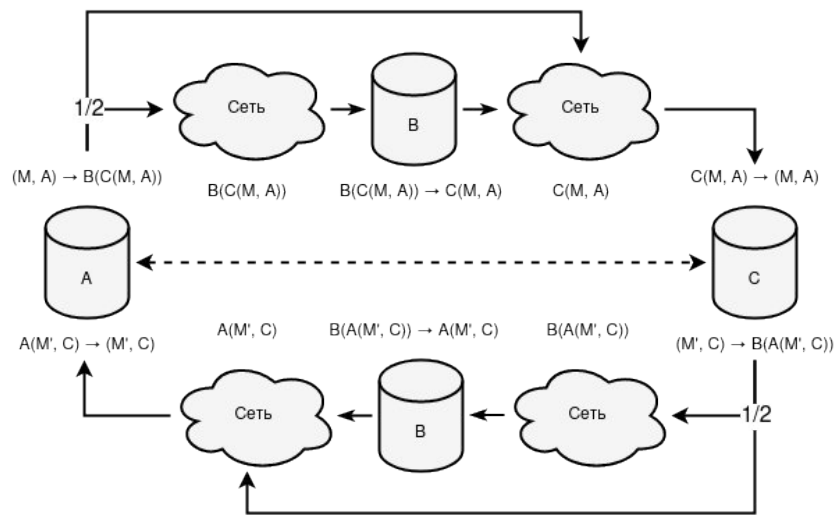 1/2
Сеть
B
Сеть
(M, A) → B(C(M, A))
B(C(M, A))
B(C(M, A)) → C(M, A)
C(M, A)
C(M, A) → (M, A)
A
C
A(M', C) → (M', C)
A(M', C)
B(A(M', C)) → A(M', C)
B(A(M', C))
(M', C) → B(A(M', C))
Сеть
B
Сеть
1/2